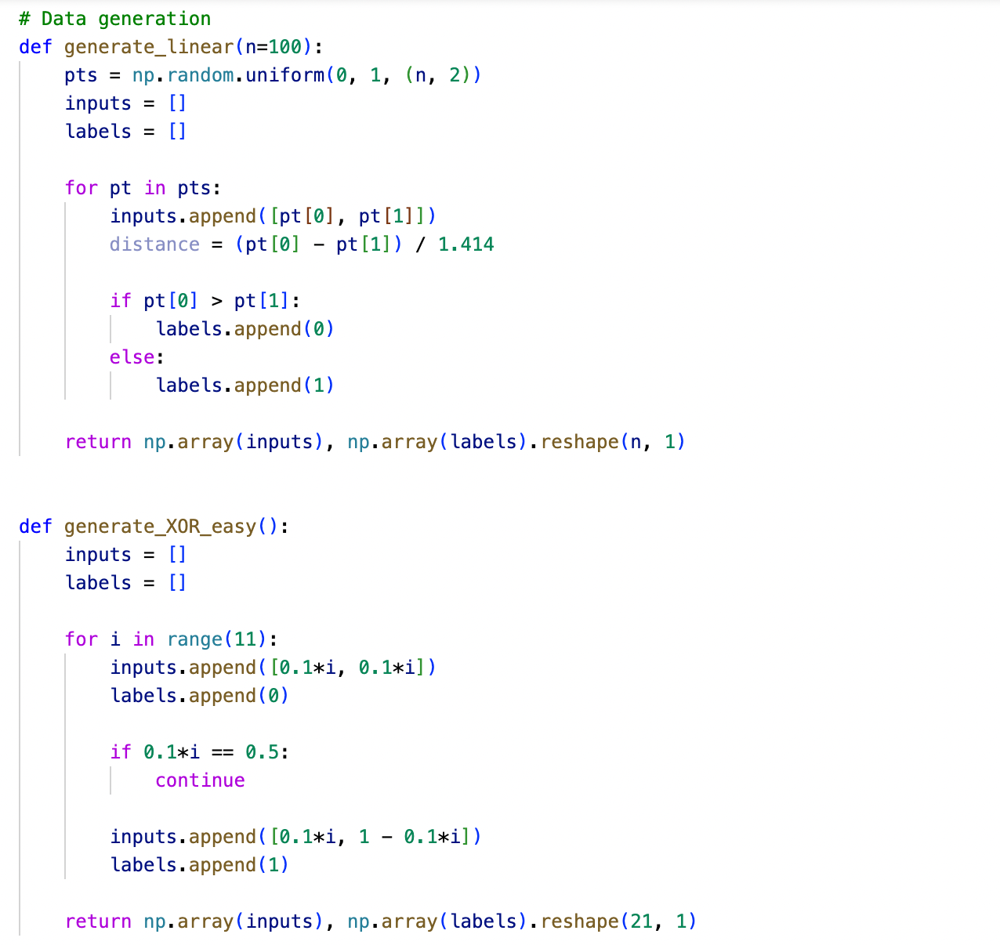 # Data generation
def generate_linear(n=100):
    pts = np.random.uniform(0, 1, (n, 2))
    inputs = []
    labels = []

    for pt in pts:
        inputs.append([pt[0], pt[1]])
        distance = (pt[0] - pt[1]) / 1.414

        if pt[0] > pt[1]:
            labels.append(0)
        else:
            labels.append(1)

    return np.array(inputs), np.array(labels).reshape(n, 1)


def generate_XOR_easy():
    inputs = []
    labels = []

    for i in range(11):
        inputs.append([0.1*i, 0.1*i])
        labels.append(0)

        if 0.1*i == 0.5:
            continue

        inputs.append([0.1*i, 1 - 0.1*i])
        labels.append(1)

    return np.array(inputs), np.array(labels).reshape(21, 1)